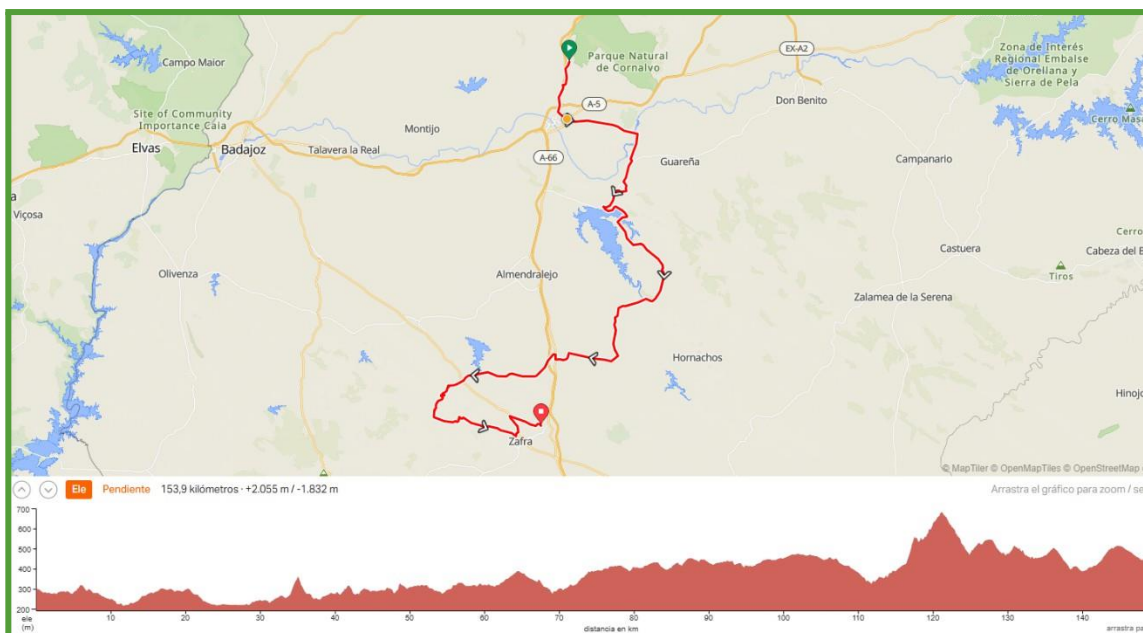 Campo Maior
Parque Natural
de Cornalvo
EX-A2
Zona de Interés
Regional Embalse
de Orellana y
Sierra de Pela
Site of Community
Importance Caia
A-5
Don Benito
Montijo
Elvas
Badajoz
Talavera la Real
A-66
Guareña
Campanario
Viçosa
Castuera
Cerro
Cabeza del
Olivenza
Almendralejo
Tiros
Zalamea de la Serena
Hornachos
Hinojo
Zafra
© MapTiler © OpenMapTiles © OpenStreetMap
Ele Pendiente 153,9 kilómetros · +2.055 m / -1.832 m
Arrastra el gráfico para zoom / se
700
600
500
400
300
200
ele
(m)
10 20 30 40 50 60 70 80 90 100 110 120 130 140
distancia en km
arrastra pa